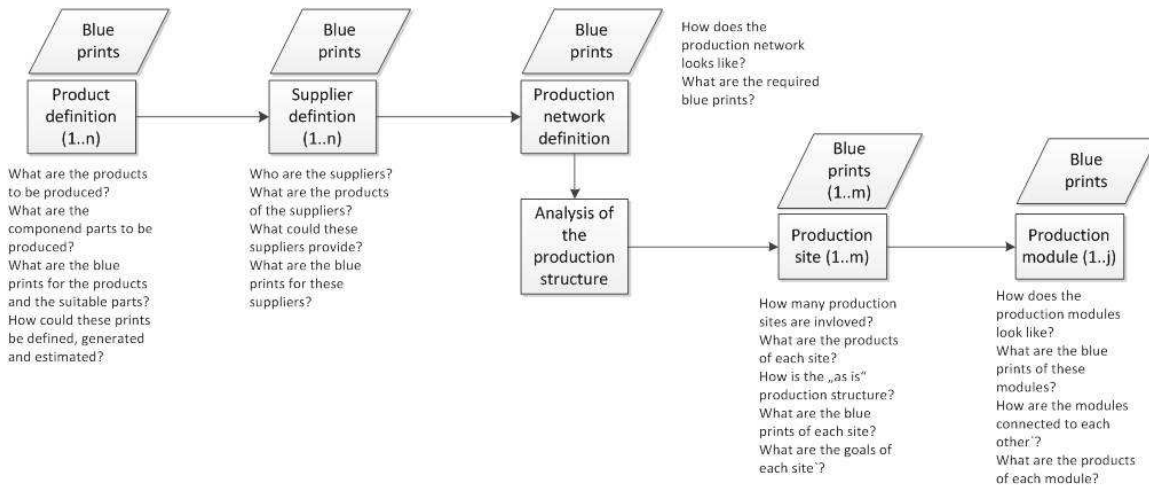 Blue
prints
Product
definition
(1..n)
What are the products
to be produced?
What are the
componend parts to be
produced?
What are the blue
prints for the products
and the suitable parts?
How could these prints
be defined, generated
and estimated?
Blue
prints
Supplier
defintion
(1..n)
Who are the suppliers?
What are the products
of the suppliers?
What could these
suppliers provide?
What are the blue
prints for these
suppliers?
Blue
prints
Production
network
definition
How does the
production network
looks like?
What are the required
blue prints?
Analysis of
the
production
structure
Blue
prints
(1..m)
Production
site (1..m)
How many production
sites are invloved?
What are the products
of each site?
How is the „as is“
production structure?
What are the blue
prints of each site?
What are the goals of
each site`?
Blue
prints
Production
module (1..j)
How does the
production modules
look like?
What are the blue
prints of these
modules?
How are the modules
connected to each
other`?
What are the products
of each module?